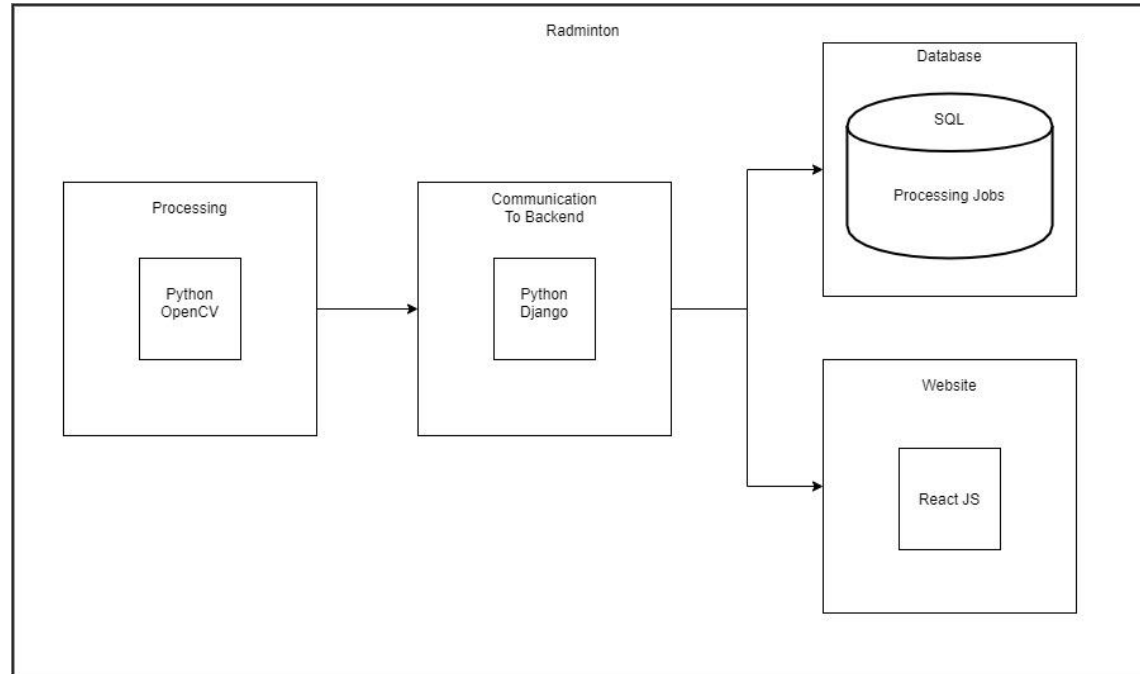 Radminton
Processing
Python
OpenCV
Communication
To Backend
Python
Django
Database
SQL
Processing Jobs
Website
React JS